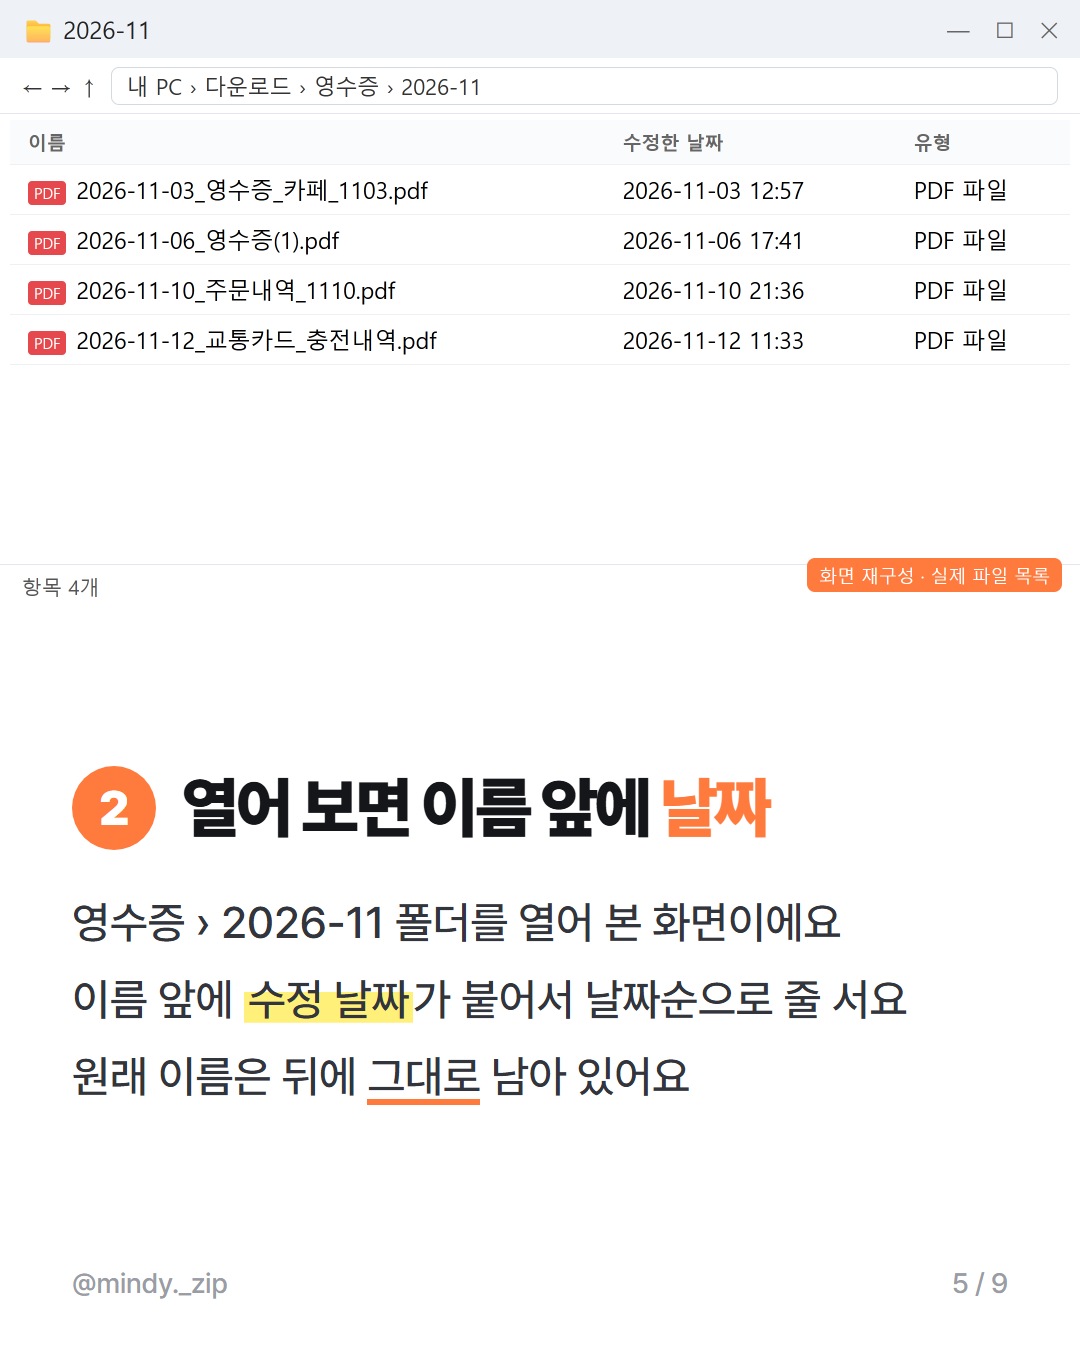 2026-11
내 PC › 다운로드 › 영수증 › 2026-11
이름 수정한 날짜 유형
PDF 2026-11-03_영수증_카페_1103.pdf 2026-11-03 12:57 PDF 파일
PDF 2026-11-06_영수증(1).pdf 2026-11-06 17:41 PDF 파일
PDF 2026-11-10_주문내역_1110.pdf 2026-11-10 21:36 PDF 파일
PDF 2026-11-12_교통카드_충전내역.pdf 2026-11-12 11:33 PDF 파일
항목 4개
화면 재구성 · 실제 파일 목록
2 열어 보면 이름 앞에 날짜
영수증 › 2026-11 폴더를 열어 본 화면이에요
이름 앞에 수정 날짜가 붙어서 날짜순으로 줄 서요
원래 이름은 뒤에 그대로 남아 있어요
@mindy._zip
5 / 9